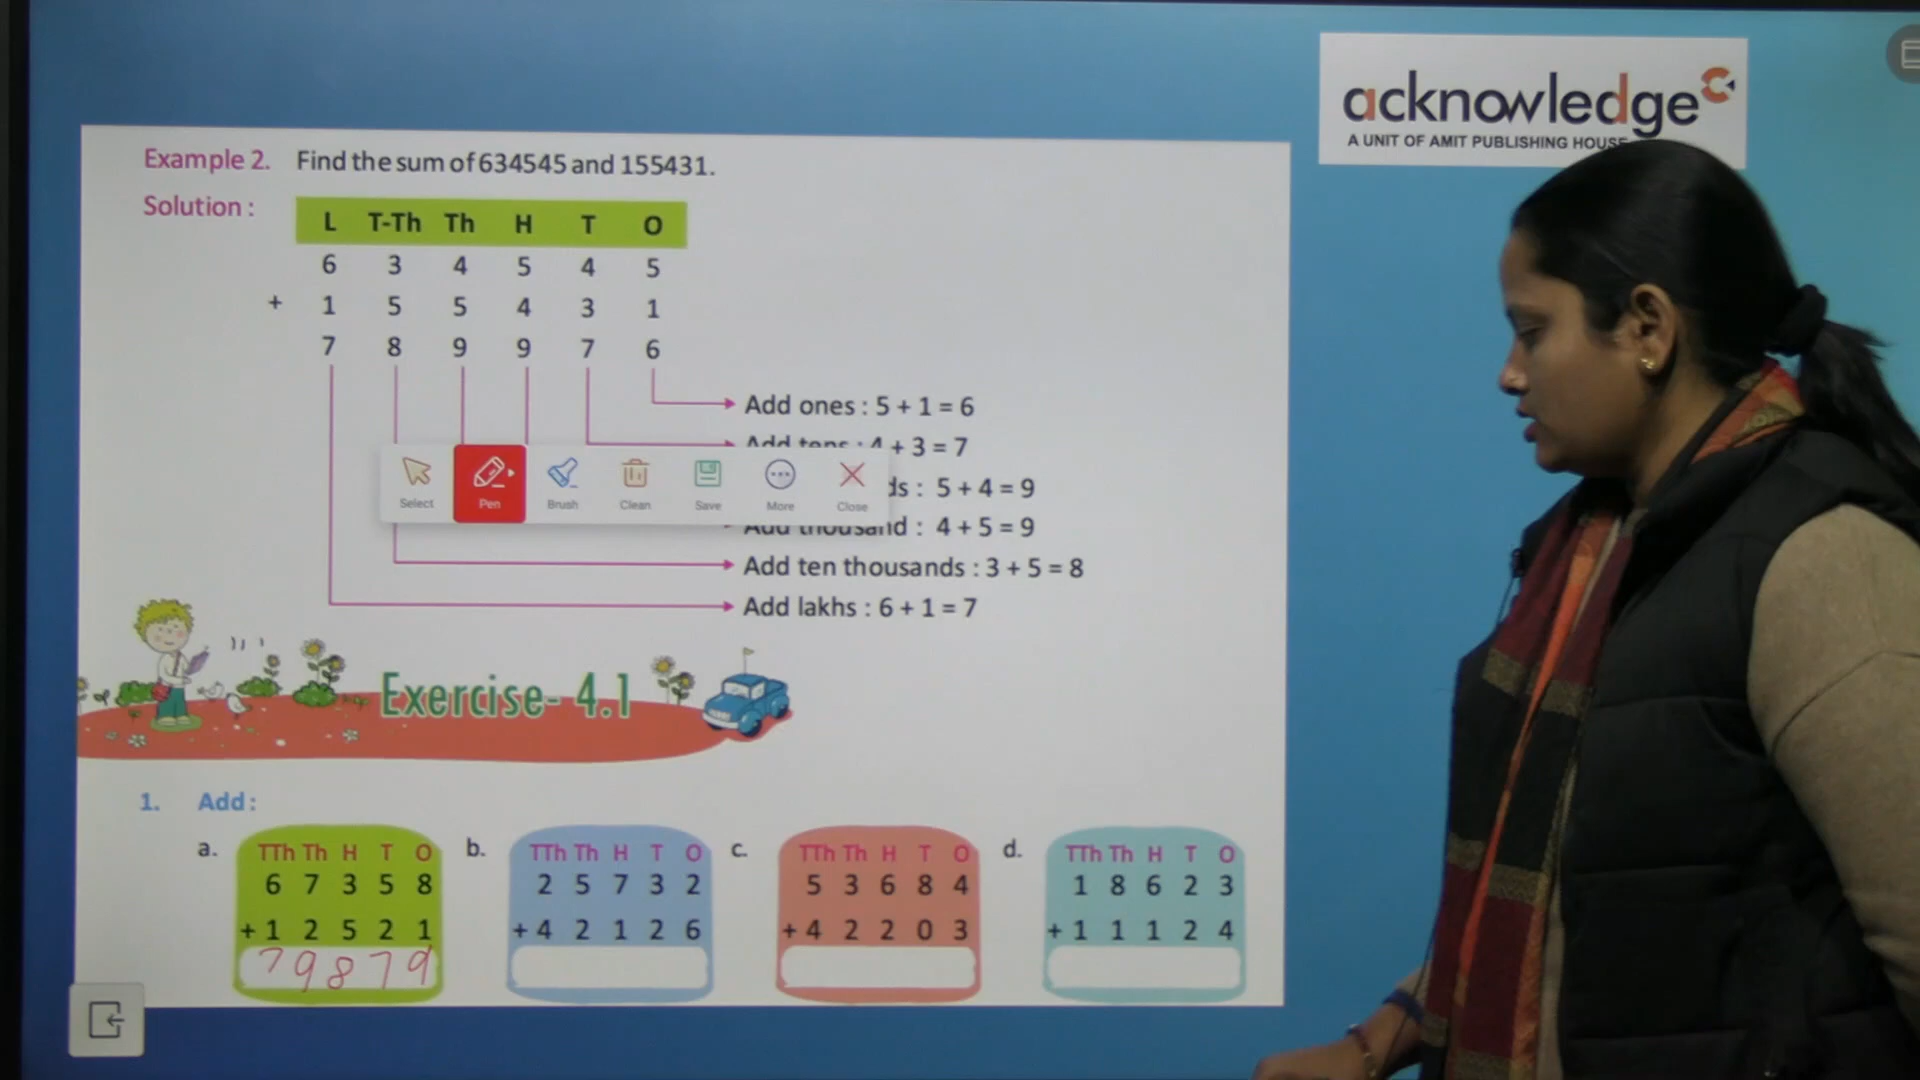 acknowledge
A UNIT OF AMIT PUBLISHING HOUSE
Example 2. Find the sum of 634545 and 155431.
Solution :
L T-Th Th H T O
6 3 4 5 4 5
+ 1 5 5 4 3 1
7 8 9 9 7 6
Add ones : 5 + 1 = 6
Add tens : 4 + 3 = 7
ds : 5 + 4 = 9
Add thousand : 4 + 5 = 9
Add ten thousands : 3 + 5 = 8
Add lakhs : 6 + 1 = 7
Select Pen Brush Clean Save More Close
Exercise- 4.1
1. Add :
a. TTh Th H T O
6 7 3 5 8
+ 1 2 5 2 1
79879
b. TTh Th H T O
2 5 7 3 2
+ 4 2 1 2 6
c. TTh Th H T O
5 3 6 8 4
+ 4 2 2 0 3
d. TTh Th H T O
1 8 6 2 3
+ 1 1 1 2 4